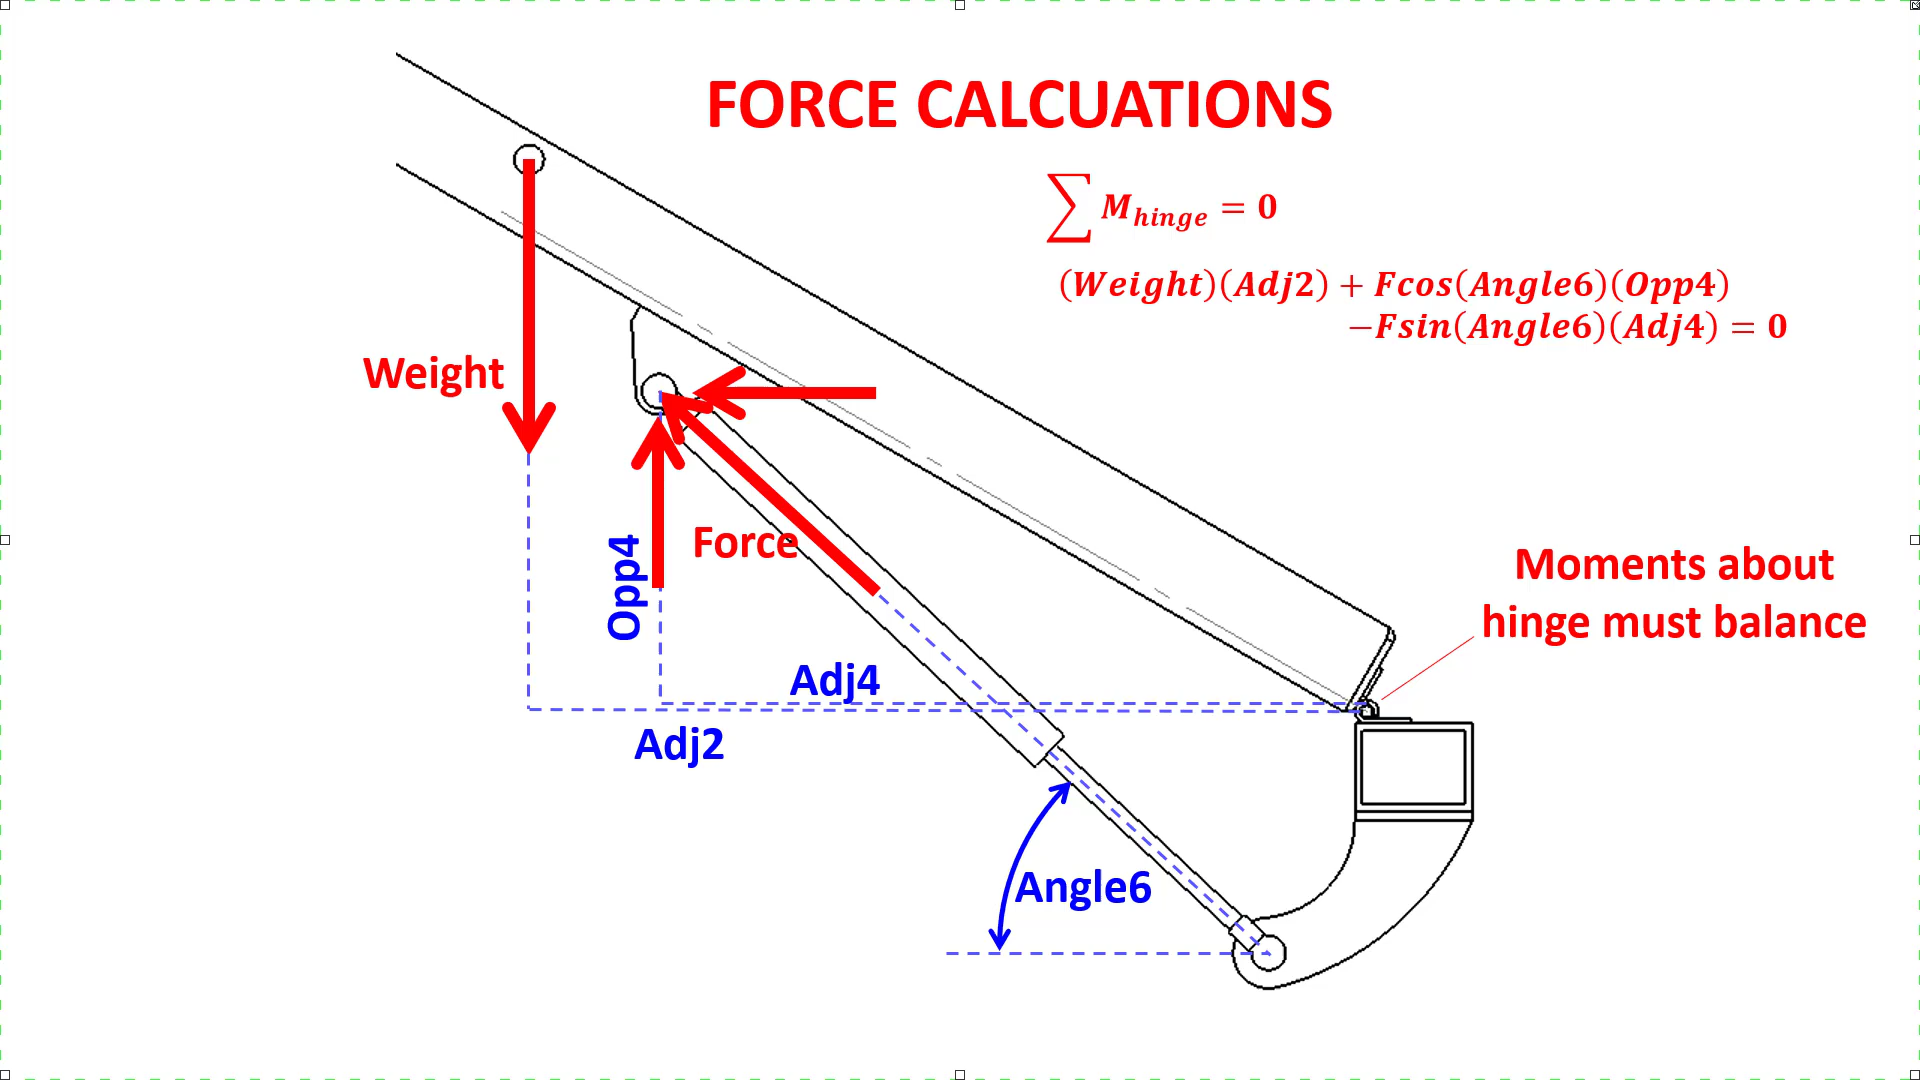 FORCE CALCUATIONS
∑ M_hinge = 0
(Weight)(Adj2) + Fcos(Angle6)(Opp4)
−Fsin(Angle6)(Adj4) = 0
Weight
Force
Opp4
Moments about
hinge must balance
Adj4
Adj2
Angle6